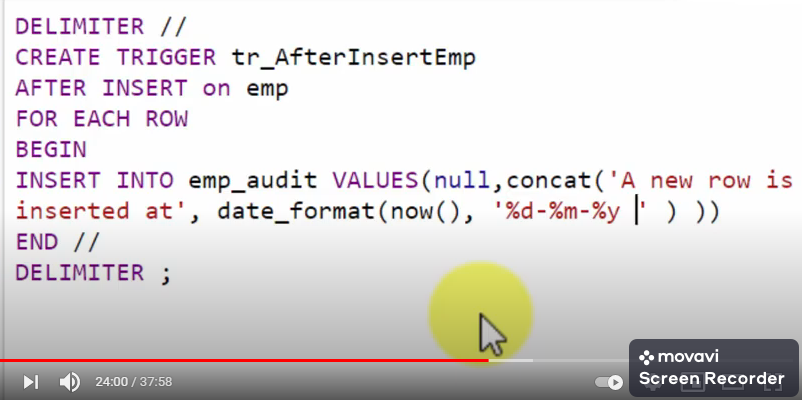 DELIMITER //
CREATE TRIGGER tr_AfterInsertEmp
AFTER INSERT on emp
FOR EACH ROW
BEGIN
INSERT INTO emp_audit VALUES(null,concat('A new row is
inserted at', date_format(now(), '%d-%m-%y ' ) ))
END //
DELIMITER ;
24:00 / 37:58
movavi
Screen Recorder